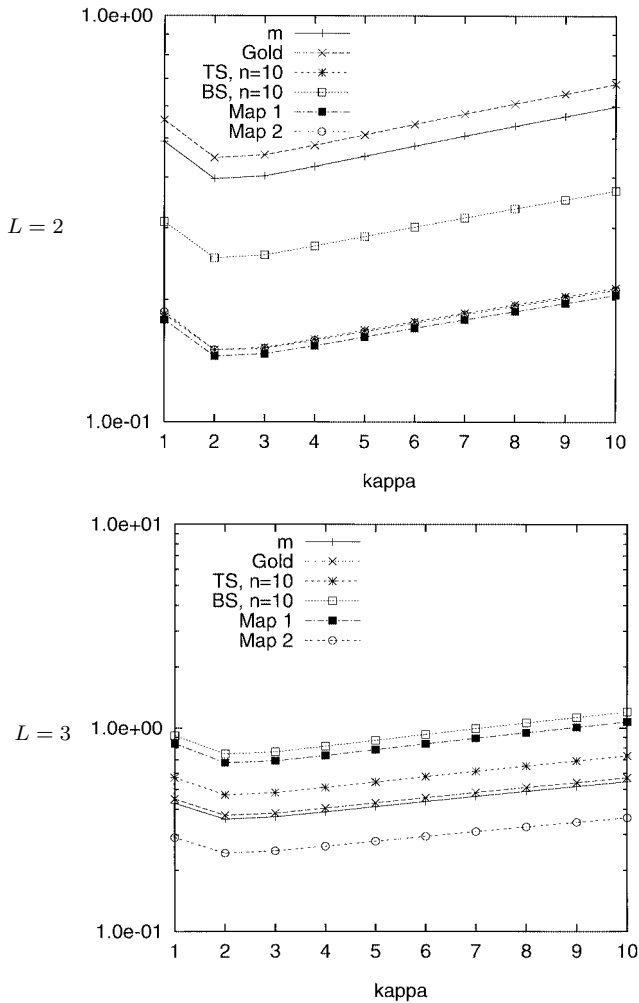 1.0e+00
m
Gold
TS, n=10
BS, n=10
Map 1
Map 2
L = 2
1.0e-01
1 2 3 4 5 6 7 8 9 10
kappa
1.0e+01
m
Gold
TS, n=10
BS, n=10
Map 1
Map 2
L = 3
1.0e+00
1.0e-01
1 2 3 4 5 6 7 8 9 10
kappa